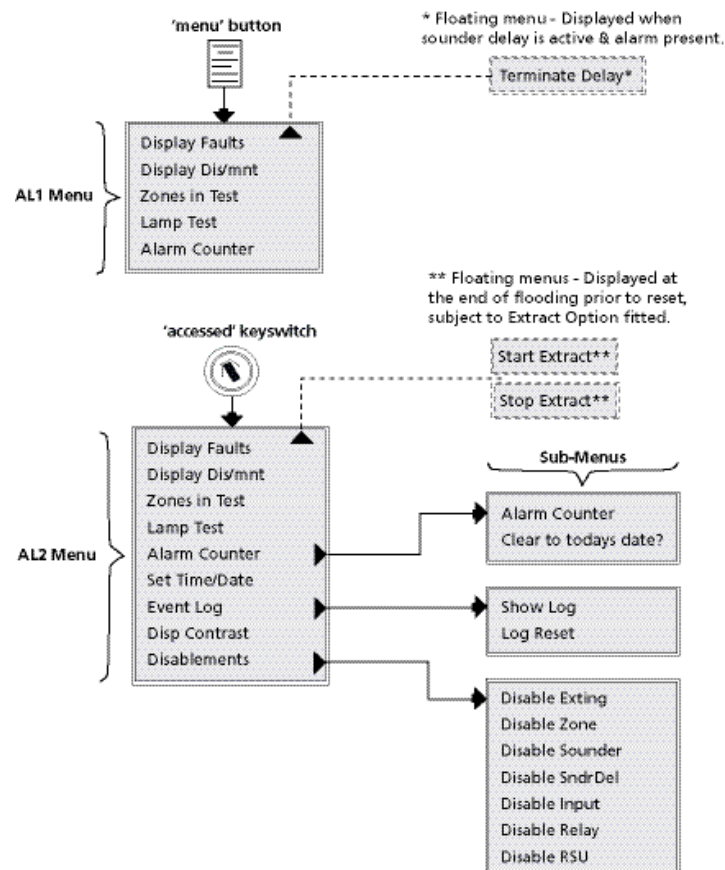 'menu' button
* Floating menu - Displayed when
sounder delay is active & alarm present.
Terminate Delay*
AL1 Menu
Display Faults
Display Dis/mnt
Zones in Test
Lamp Test
Alarm Counter
** Floating menus - Displayed at
the end of flooding prior to reset,
subject to Extract Option fitted.
'accessed' keyswitch
Start Extract**
Stop Extract**
AL2 Menu
Display Faults
Display Dis/mnt
Zones in Test
Lamp Test
Alarm Counter
Set Time/Date
Event Log
Disp Contrast
Disablements
Sub-Menus
Alarm Counter
Clear to todays date?
Show Log
Log Reset
Disable Exting
Disable Zone
Disable Sounder
Disable SndrDel
Disable Input
Disable Relay
Disable RSU